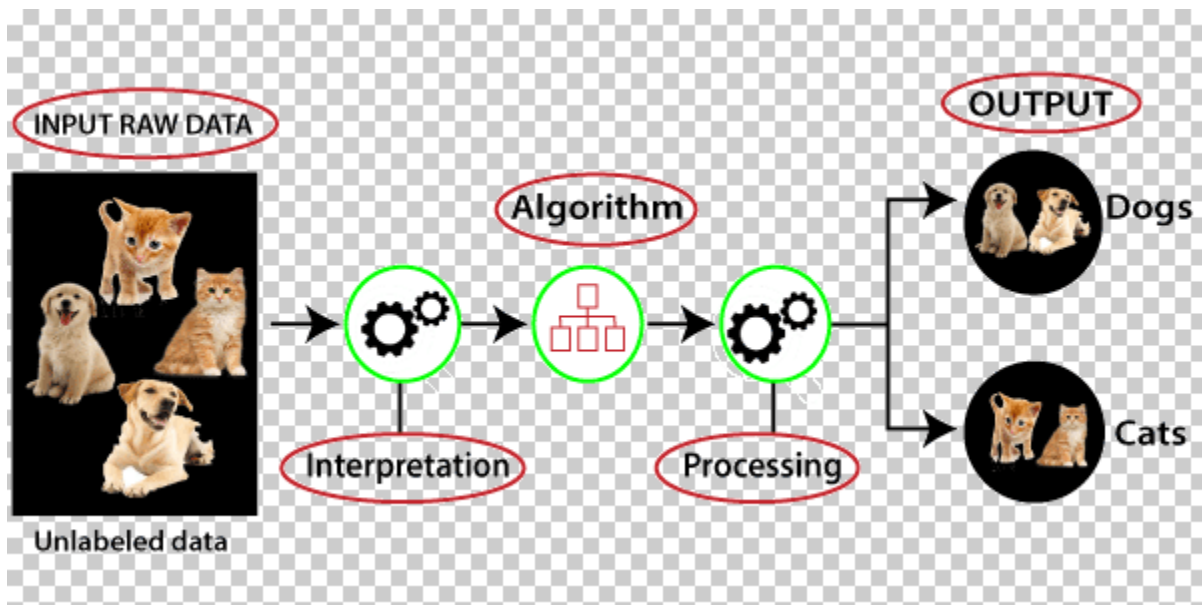 INPUT RAW DATA
OUTPUT
Algorithm
Dogs
Interpretation
Processing
Cats
Unlabeled data